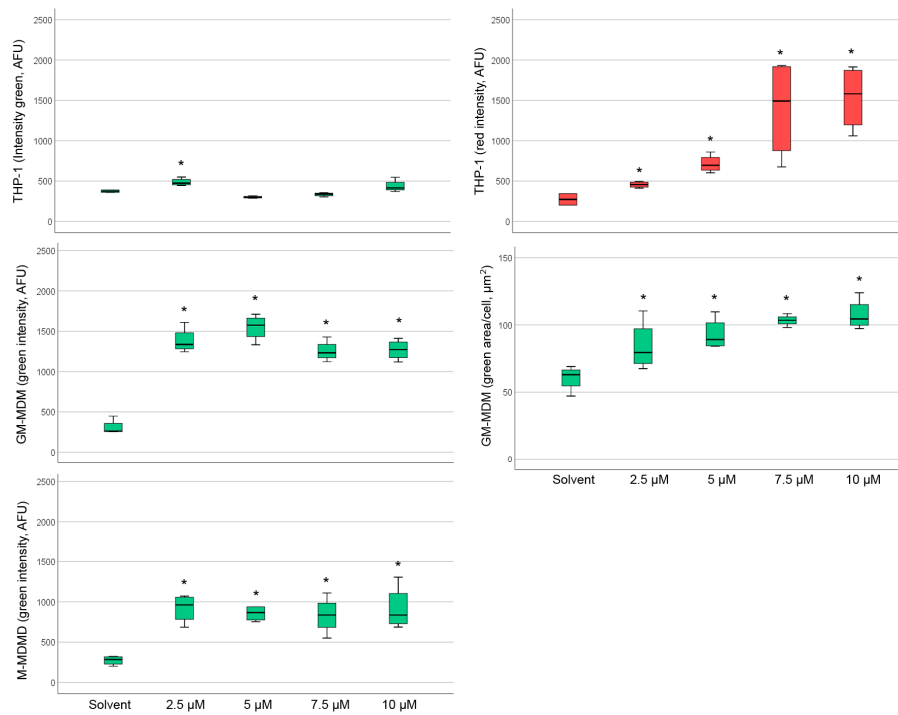 THP-1 (Intensity green, AFU)
2500
2000
1500
1000
500
0
*
THP-1 (red intensity, AFU)
2500
2000
1500
1000
500
0
* * * *
GM-MDM (green intensity, AFU)
2500
2000
1500
1000
500
0
* * * *
GM-MDM (green area/cell, µm²)
150
100
50
0
* * * *
Solvent 2.5 µM 5 µM 7.5 µM 10 µM
M-MDMD (green intensity, AFU)
2500
2000
1500
1000
500
0
* * * *
Solvent 2.5 µM 5 µM 7.5 µM 10 µM